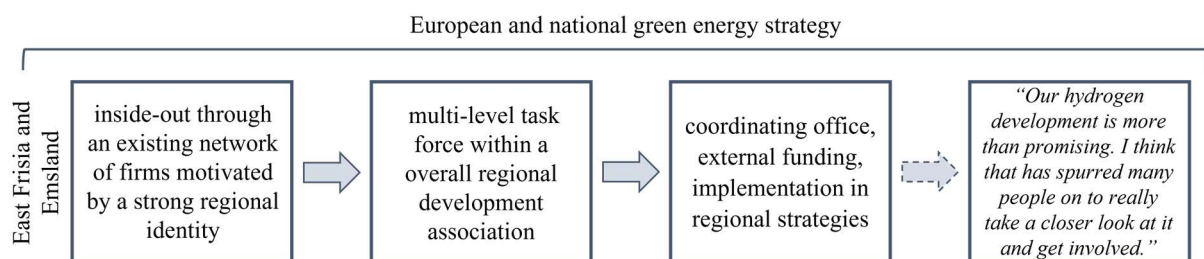 European and national green energy strategy
East Frisia and
Emsland
inside-out through
an existing network
of firms motivated
by a strong regional
identity
multi-level task
force within a
overall regional
development
association
coordinating office,
external funding,
implementation in
regional strategies
“Our hydrogen
development is more
than promising. I think
that has spurred many
people on to really
take a closer look at it
and get involved.”